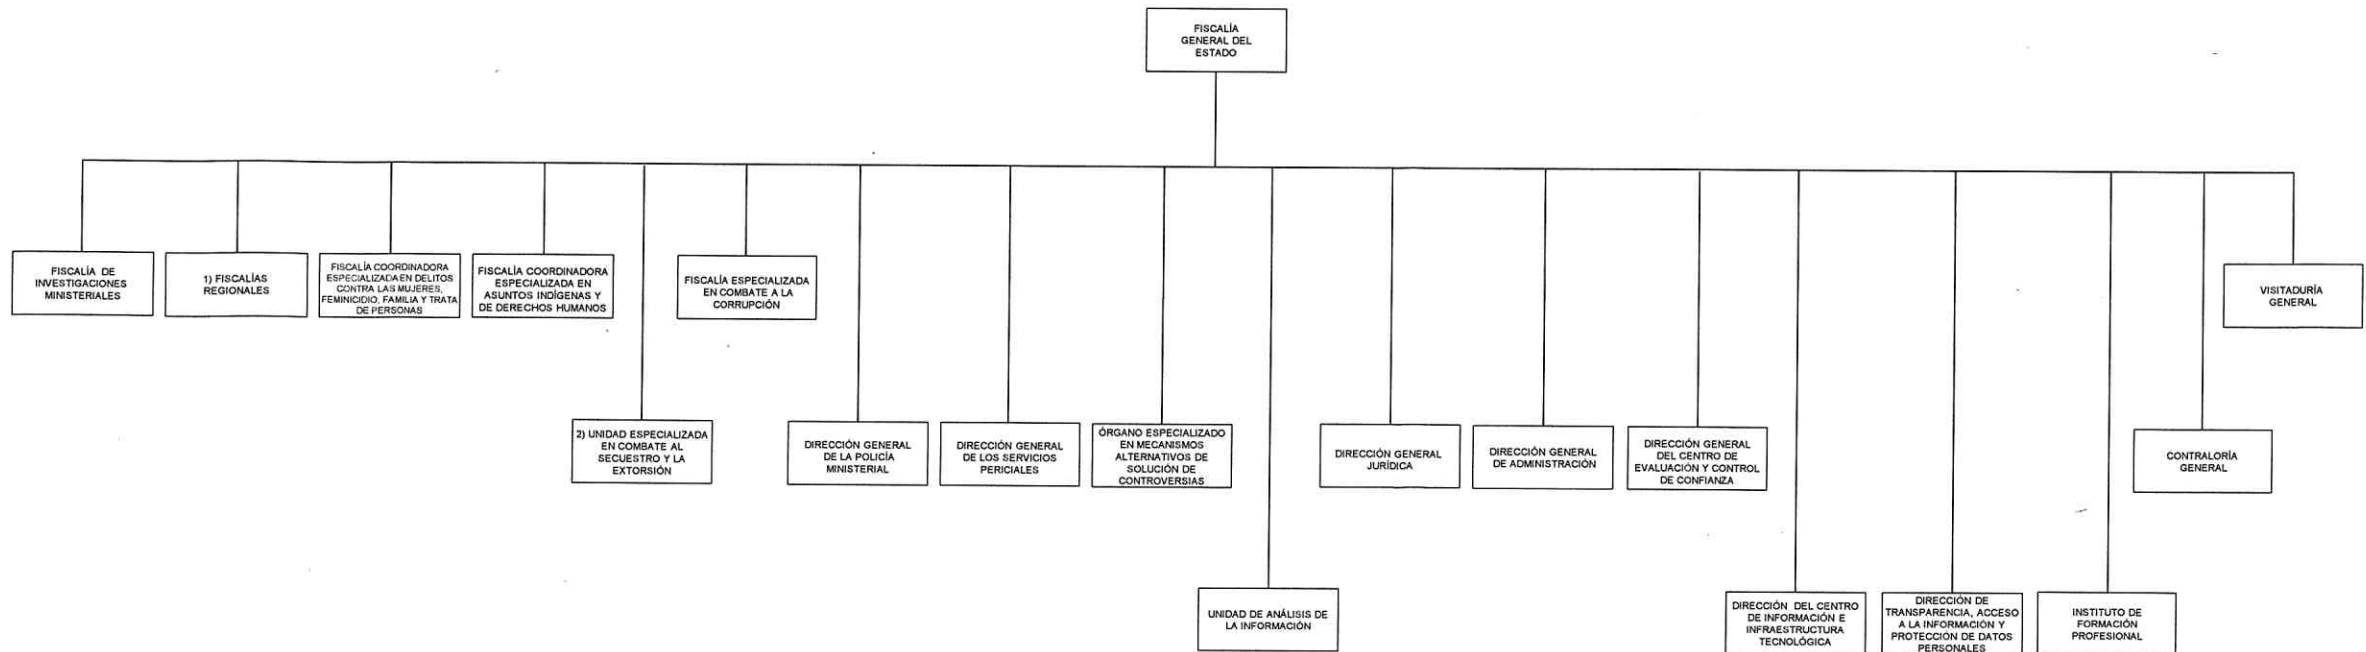 FISCALÍA
GENERAL DEL
ESTADO
FISCALÍA DE
INVESTIGACIONES
MINISTERIALES
1) FISCALÍAS
REGIONALES
FISCALÍA COORDINADORA
ESPECIALIZADA EN DELITOS
CONTRA LAS MUJERES,
FEMINICIDIO, FAMILIA Y TRATA
DE PERSONAS
FISCALÍA COORDINADORA
ESPECIALIZADA EN
ASUNTOS INDÍGENAS Y
DE DERECHOS HUMANOS
FISCALÍA ESPECIALIZADA
EN COMBATE A LA
CORRUPCIÓN
VISITADURÍA
GENERAL
2) UNIDAD ESPECIALIZADA
EN COMBATE AL
SECUESTRO Y LA
EXTORSIÓN
DIRECCIÓN GENERAL
DE LA POLICÍA
MINISTERIAL
DIRECCIÓN GENERAL
DE LOS SERVICIOS
PERICIALES
ÓRGANO ESPECIALIZADO
EN MECANISMOS
ALTERNATIVOS DE
SOLUCIÓN DE
CONTROVERSIAS
DIRECCIÓN GENERAL
JURÍDICA
DIRECCIÓN GENERAL
DE ADMINISTRACIÓN
DIRECCIÓN GENERAL
DEL CENTRO DE
EVALUACIÓN Y CONTROL
DE CONFIANZA
CONTRALORÍA
GENERAL
UNIDAD DE ANÁLISIS DE
LA INFORMACIÓN
DIRECCIÓN DEL CENTRO
DE INFORMACIÓN E
INFRAESTRUCTURA
TECNOLÓGICA
DIRECCIÓN DE
TRANSPARENCIA, ACCESO
A LA INFORMACIÓN Y
PROTECCIÓN DE DATOS
PERSONALES
INSTITUTO DE
FORMACIÓN
PROFESIONAL